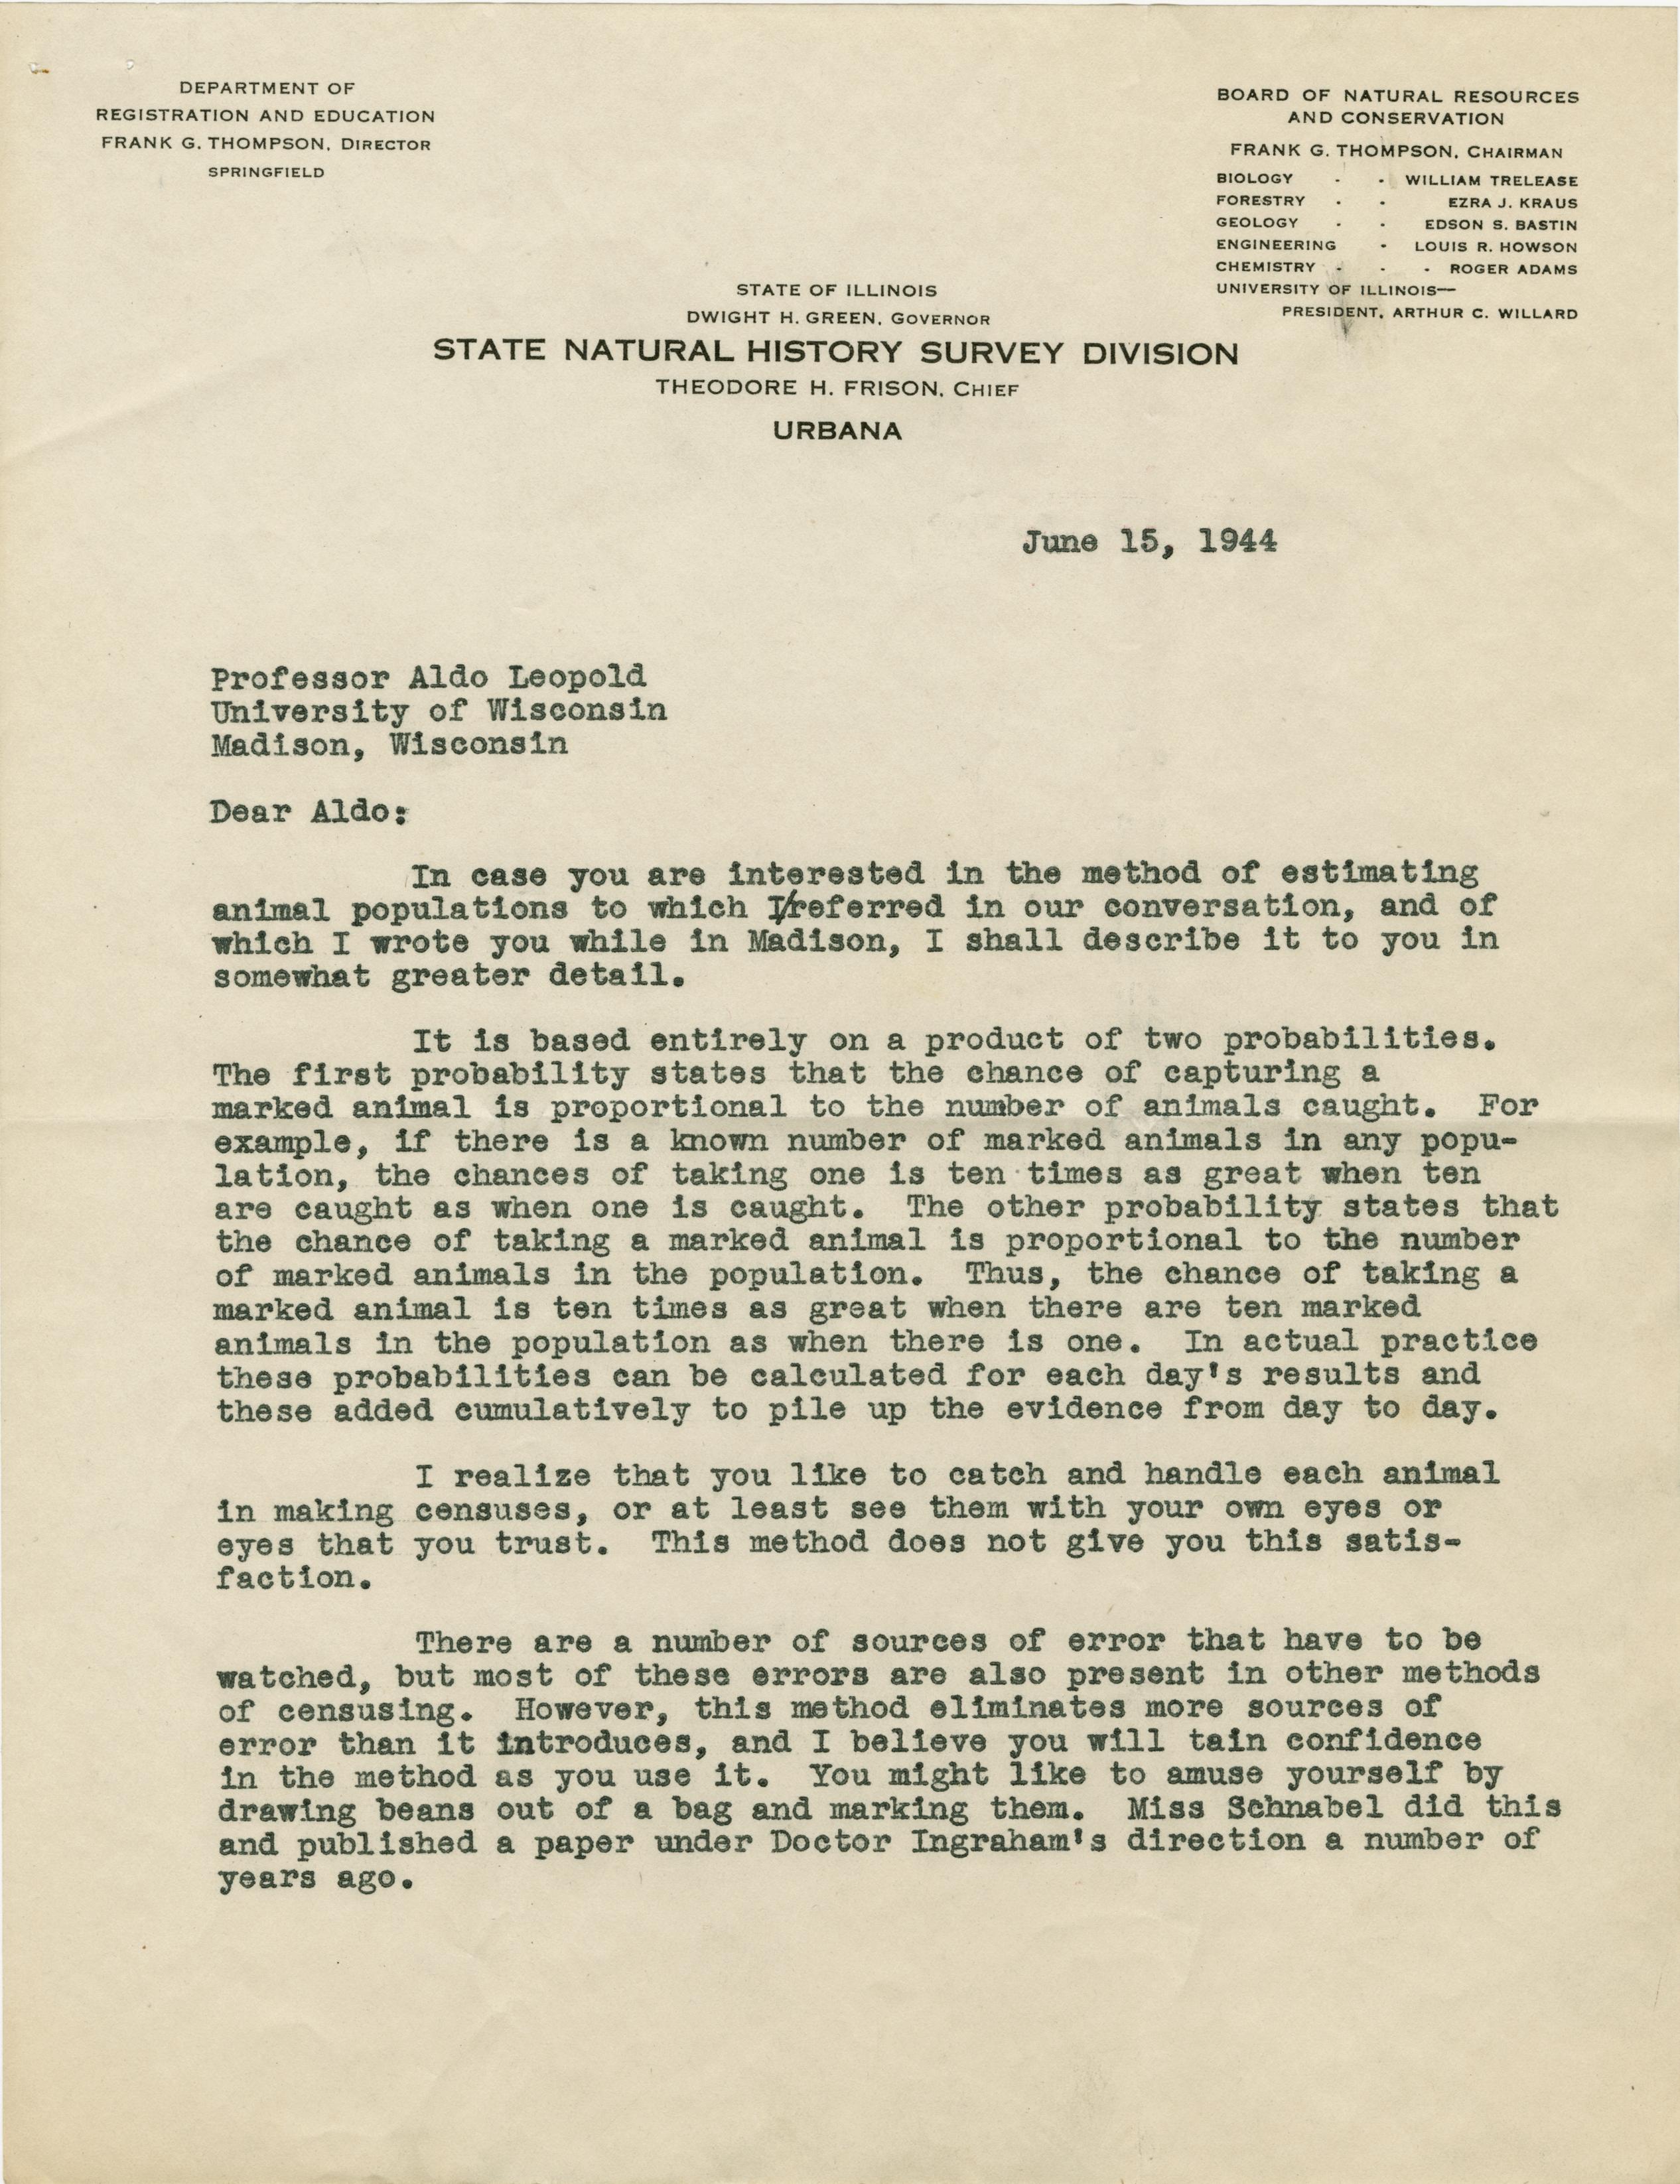 DEPARTMENT OF
REGISTRATION AND EDUCATION
FRANK G. THOMPSON, DIRECTOR
SPRINGFIELD
BOARD OF NATURAL RESOURCES
AND CONSERVATION
FRANK G. THOMPSON, CHAIRMAN
BIOLOGY - - WILLIAM TRELEASE
FORESTRY - - EZRA J. KRAUS
GEOLOGY - - EDSON S. BASTIN
ENGINEERING - LOUIS R. HOWSON
CHEMISTRY - - - ROGER ADAMS
UNIVERSITY OF ILLINOIS—
PRESIDENT, ARTHUR C. WILLARD
STATE OF ILLINOIS
DWIGHT H. GREEN, GOVERNOR
STATE NATURAL HISTORY SURVEY DIVISION
THEODORE H. FRISON, CHIEF
URBANA
June 15, 1944
Professor Aldo Leopold
University of Wisconsin
Madison, Wisconsin
Dear Aldo:
In case you are interested in the method of estimating
animal populations to which I/referred in our conversation, and of
which I wrote you while in Madison, I shall describe it to you in
somewhat greater detail.
It is based entirely on a product of two probabilities.
The first probability states that the chance of capturing a
marked animal is proportional to the number of animals caught. For
example, if there is a known number of marked animals in any popu-
lation, the chances of taking one is ten times as great when ten
are caught as when one is caught. The other probability states that
the chance of taking a marked animal is proportional to the number
of marked animals in the population. Thus, the chance of taking a
marked animal is ten times as great when there are ten marked
animals in the population as when there is one. In actual practice
these probabilities can be calculated for each day's results and
these added cumulatively to pile up the evidence from day to day.
I realize that you like to catch and handle each animal
in making censuses, or at least see them with your own eyes or
eyes that you trust. This method does not give you this satis-
faction.
There are a number of sources of error that have to be
watched, but most of these errors are also present in other methods
of censusing. However, this method eliminates more sources of
error than it introduces, and I believe you will tain confidence
in the method as you use it. You might like to amuse yourself by
drawing beans out of a bag and marking them. Miss Schnabel did this
and published a paper under Doctor Ingraham's direction a number of
years ago.